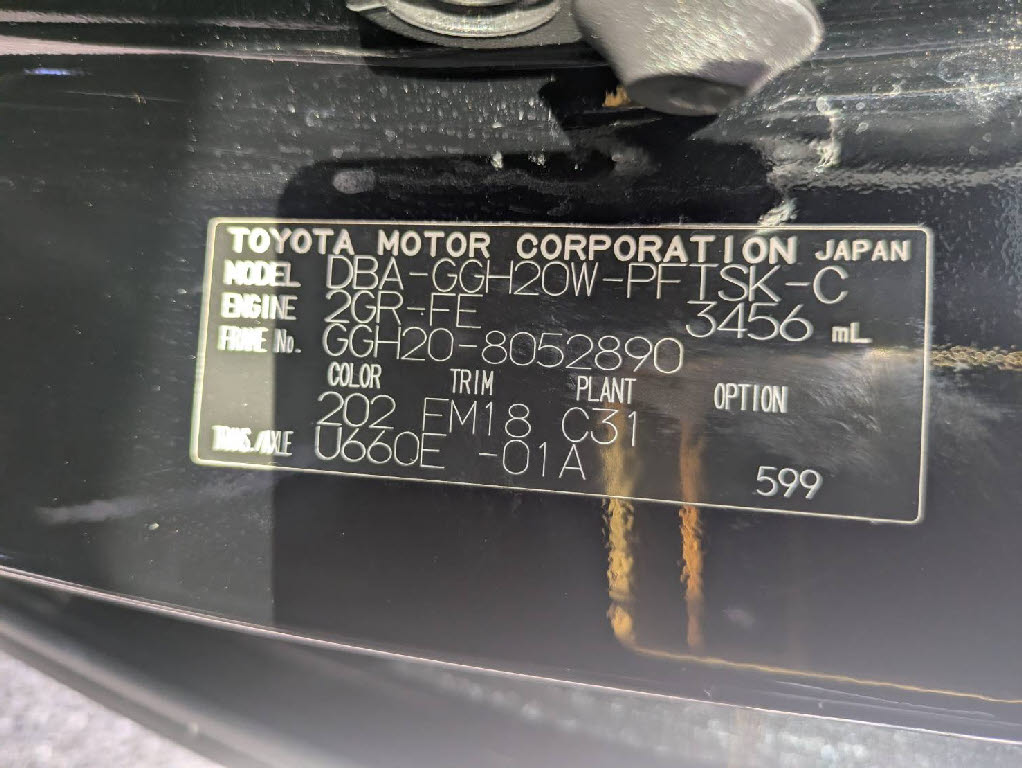 TOYOTA MOTOR CORPORATION JAPAN
MODEL DBA-GGH20W-PFTSK-C
ENGINE 2GR-FE 3456 mL
FRAME No. GGH20-8052890
COLOR TRIM PLANT OPTION
202 FM18 C31
TRANS./AXLE U660E -01A
599